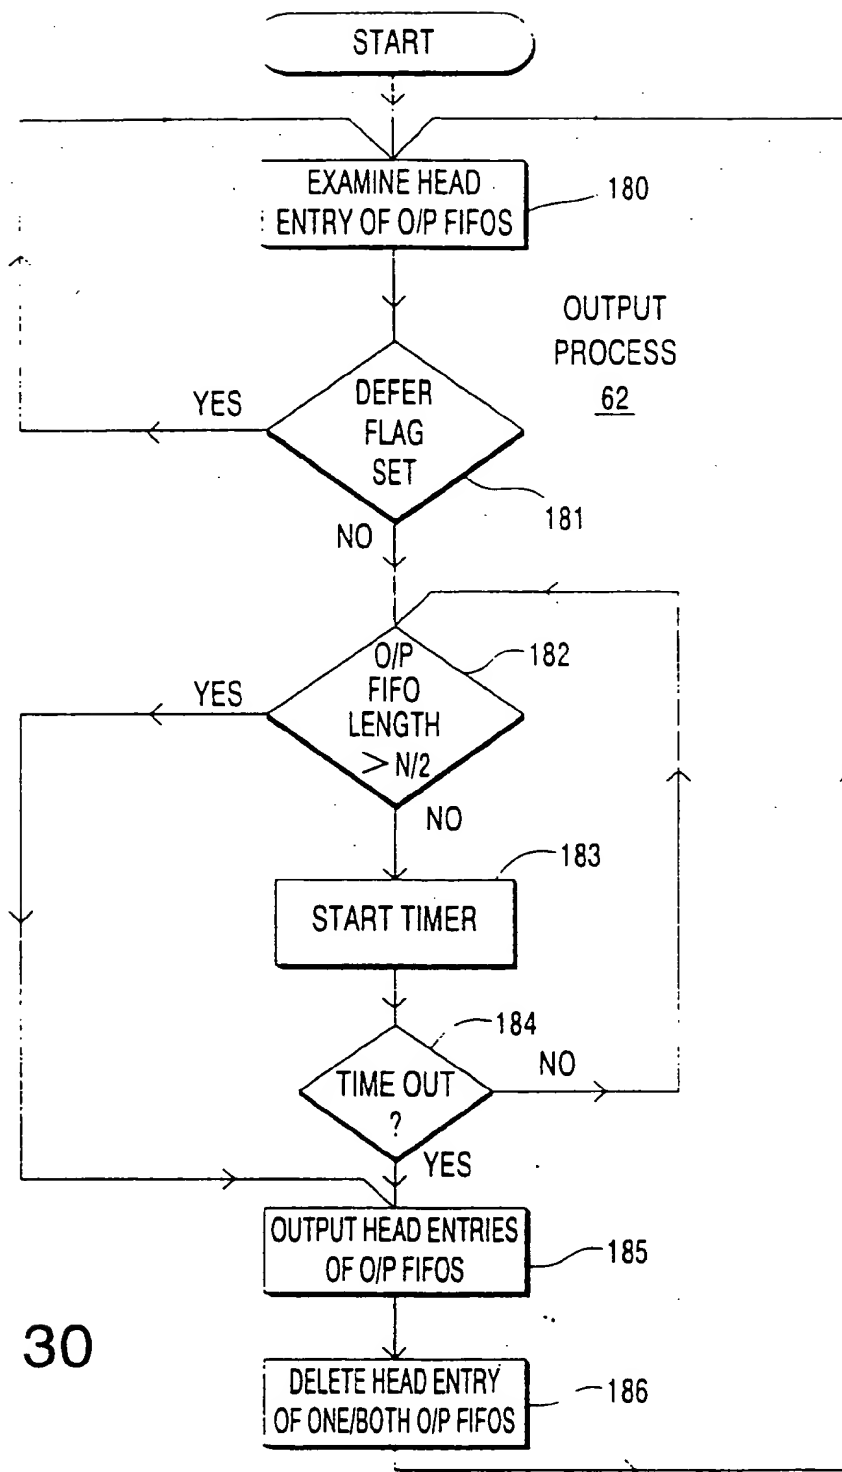 START
EXAMINE HEAD
ENTRY OF O/P FIFOS
180
OUTPUT
PROCESS
62
YES
DEFER
FLAG
SET
181
NO
O/P
FIFO
LENGTH
> N/2
182
YES
NO
183
START TIMER
184
TIME OUT
?
NO
YES
OUTPUT HEAD ENTRIES
OF O/P FIFOS
185
30
DELETE HEAD ENTRY
OF ONE/BOTH O/P FIFOS
186